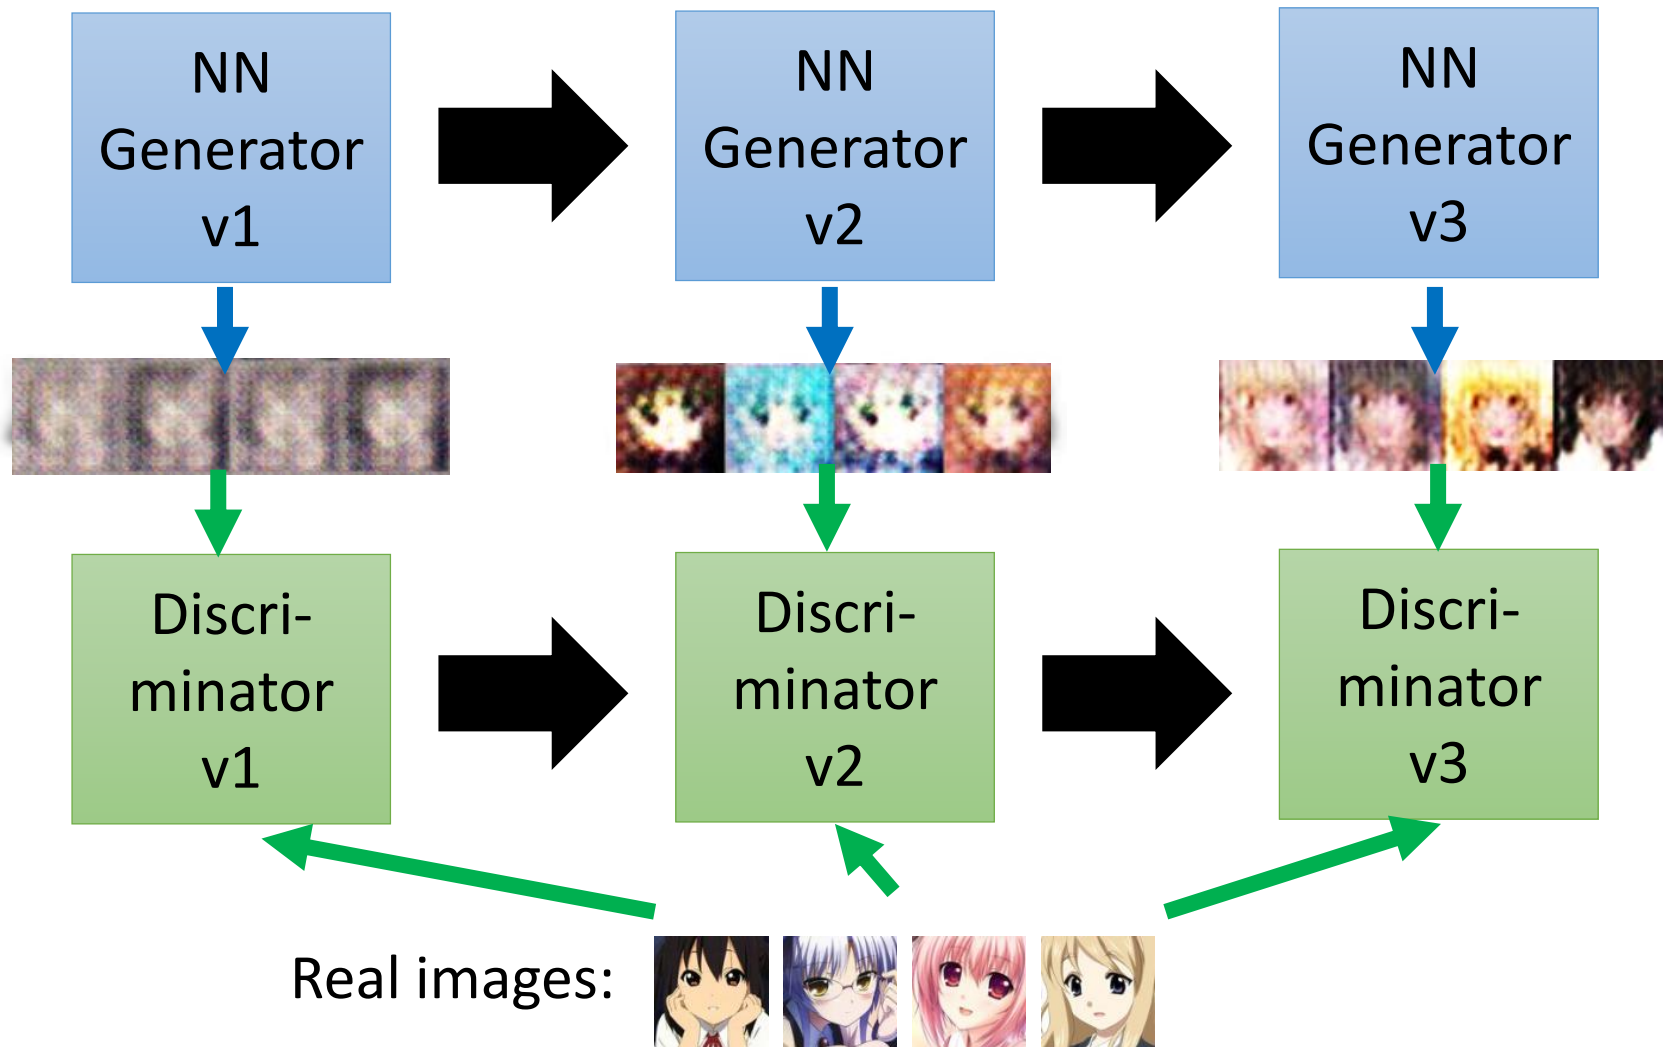 NN
Generator
v1
NN
Generator
v2
NN
Generator
v3
Discri-
minator
v1
Discri-
minator
v2
Discri-
minator
v3
Real images: